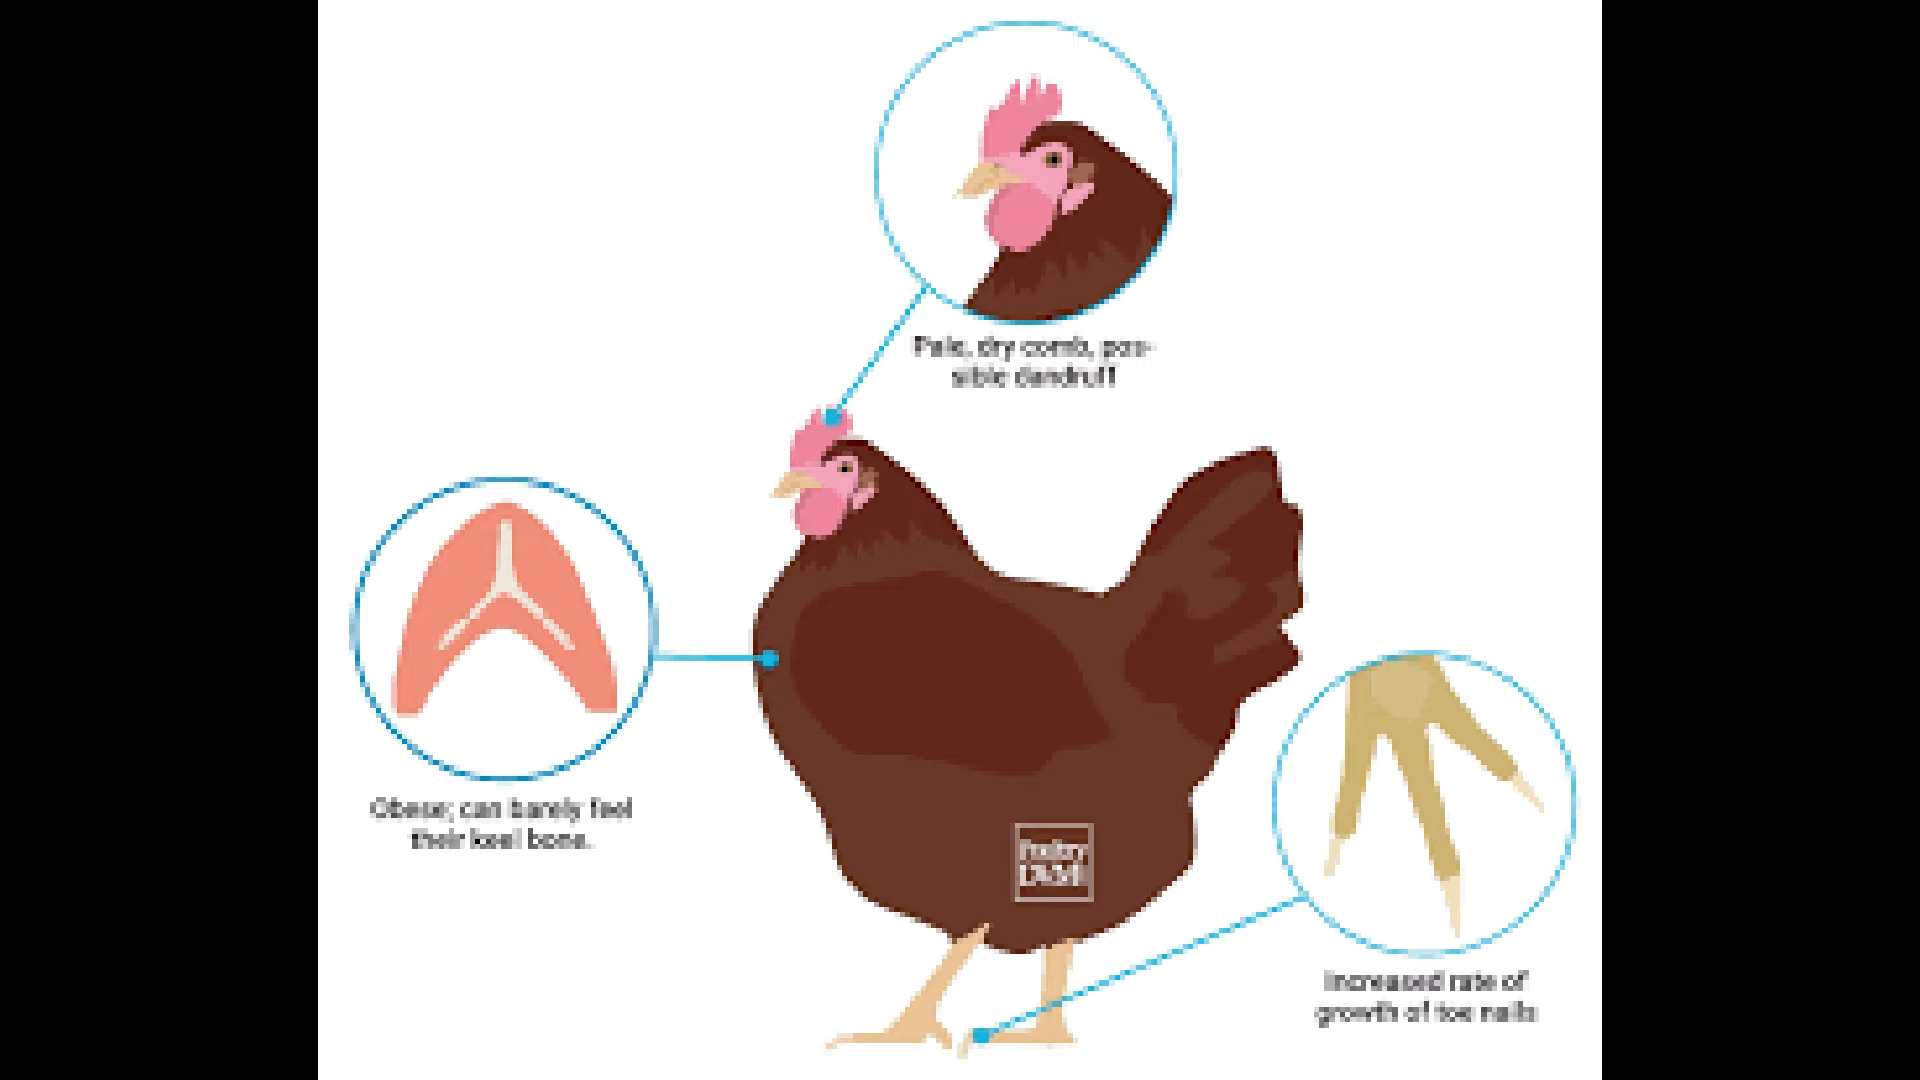 Pale, dry comb, pos-
sible dandruff
Obese; can barely feel
their keel bone.
Poultry
Increased rate of
growth of toe nails